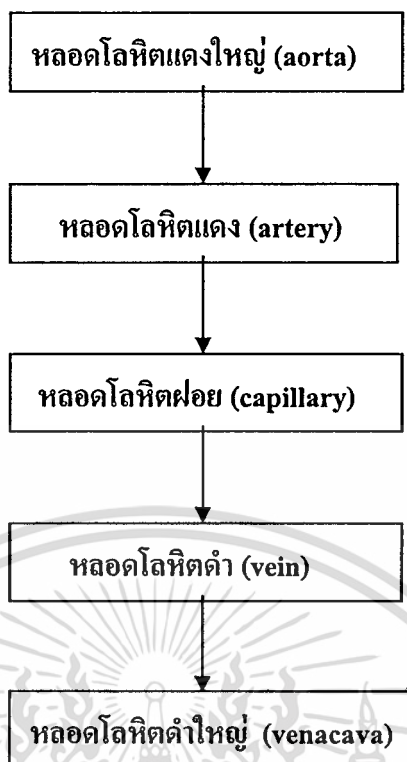 หลอดโลหิตแดงใหญ่ (aorta)
หลอดโลหิตแดง (artery)
หลอดโลหิตฝอย (capillary)
หลอดโลหิตดำ (vein)
หลอดโลหิตดำใหญ่ (venacava)